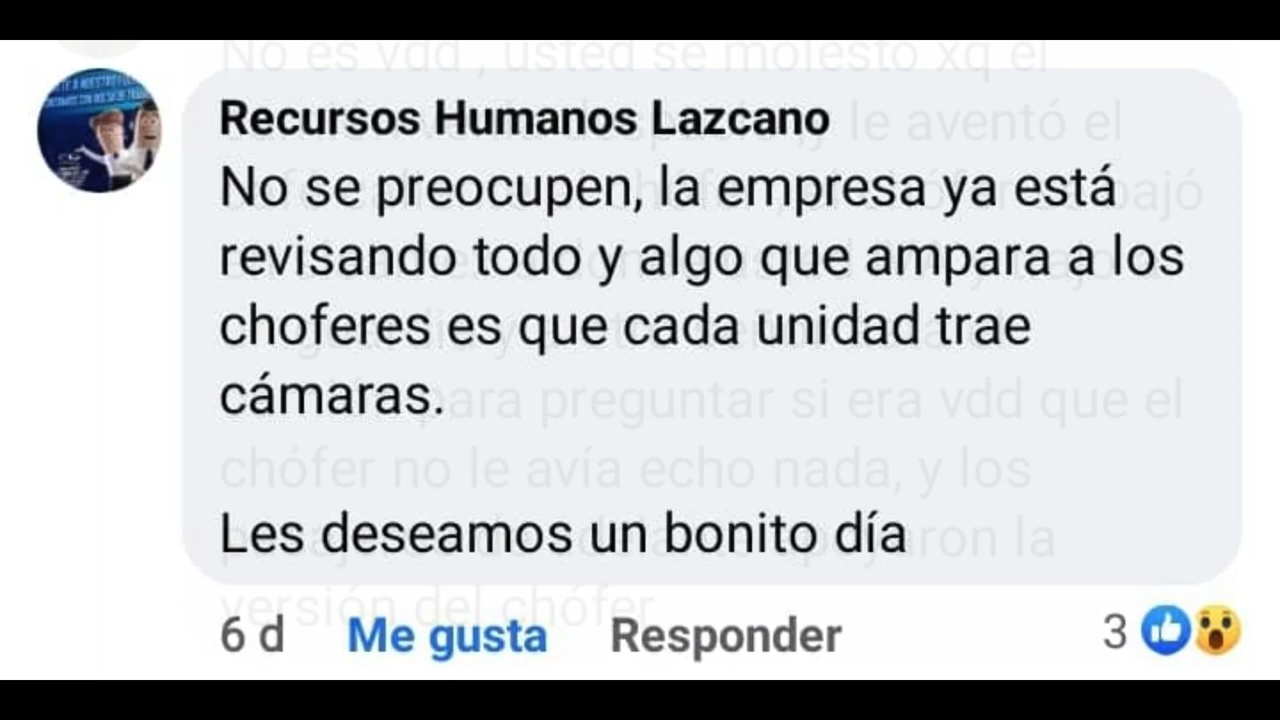 No es vdd , usted se molesto xq el
Recursos Humanos Lazcano
le aventó el
No se preocupen, la empresa ya está
bajó
revisando todo y algo que ampara a los
choferes es que cada unidad trae
cámaras.
para preguntar si era vdd que el
chófer no le avía echo nada, y los
Les deseamos un bonito día
la
versión del chófer
6 d Me gusta Responder 3